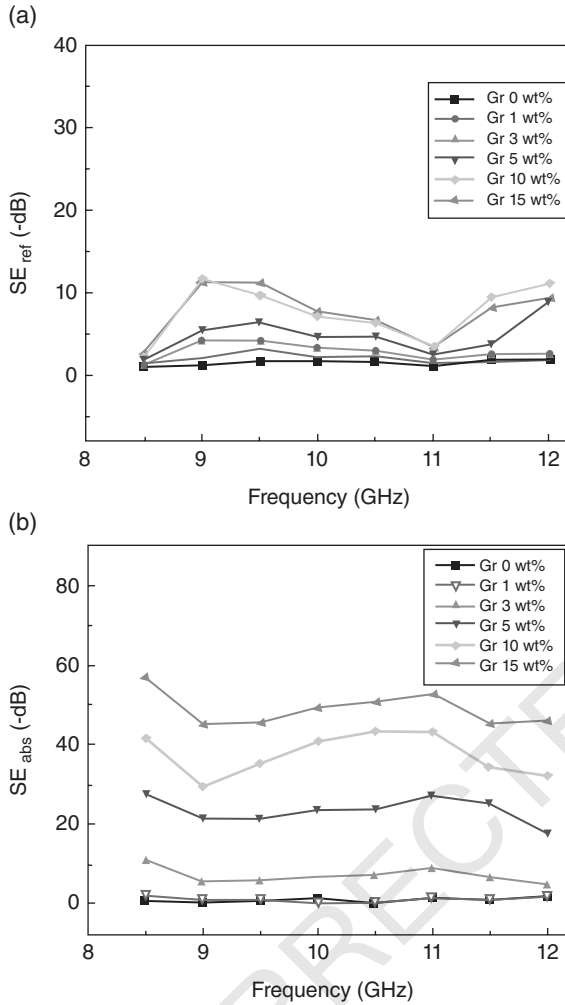 (a)
40
30
20
10
0
SEref (-dB)
Gr 0 wt%
Gr 1 wt%
Gr 3 wt%
Gr 5 wt%
Gr 10 wt%
Gr 15 wt%
8 9 10 11 12
Frequency (GHz)
(b)
80
60
40
20
0
SEabs (-dB)
Gr 0 wt%
Gr 1 wt%
Gr 3 wt%
Gr 5 wt%
Gr 10 wt%
Gr 15 wt%
8 9 10 11 12
Frequency (GHz)
PRECTE